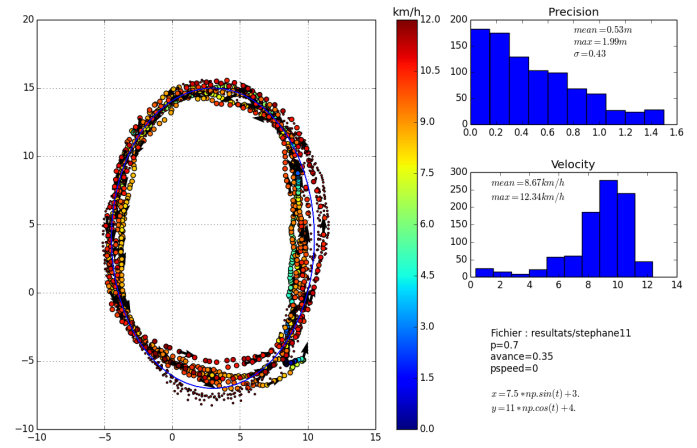 km/h
20
15
10
5
0
−5
−10
−10 −5 0 5 10 15
12.0
10.5
9.0
7.5
6.0
4.5
3.0
1.5
0.0
Precision
200
150
100
50
0
0.0 0.2 0.4 0.6 0.8 1.0 1.2 1.4 1.6
mean=0.53m
max=1.99m
σ=0.43
Velocity
300
250
200
150
100
50
0
0 2 4 6 8 10 12 14
mean=8.67km/h
max=12.34km/h
Fichier : resultats/stephane11
p=0.7
avance=0.35
pspeed=0
x=7.5*np.sin(t)+3.
y=11*np.cos(t)+4.